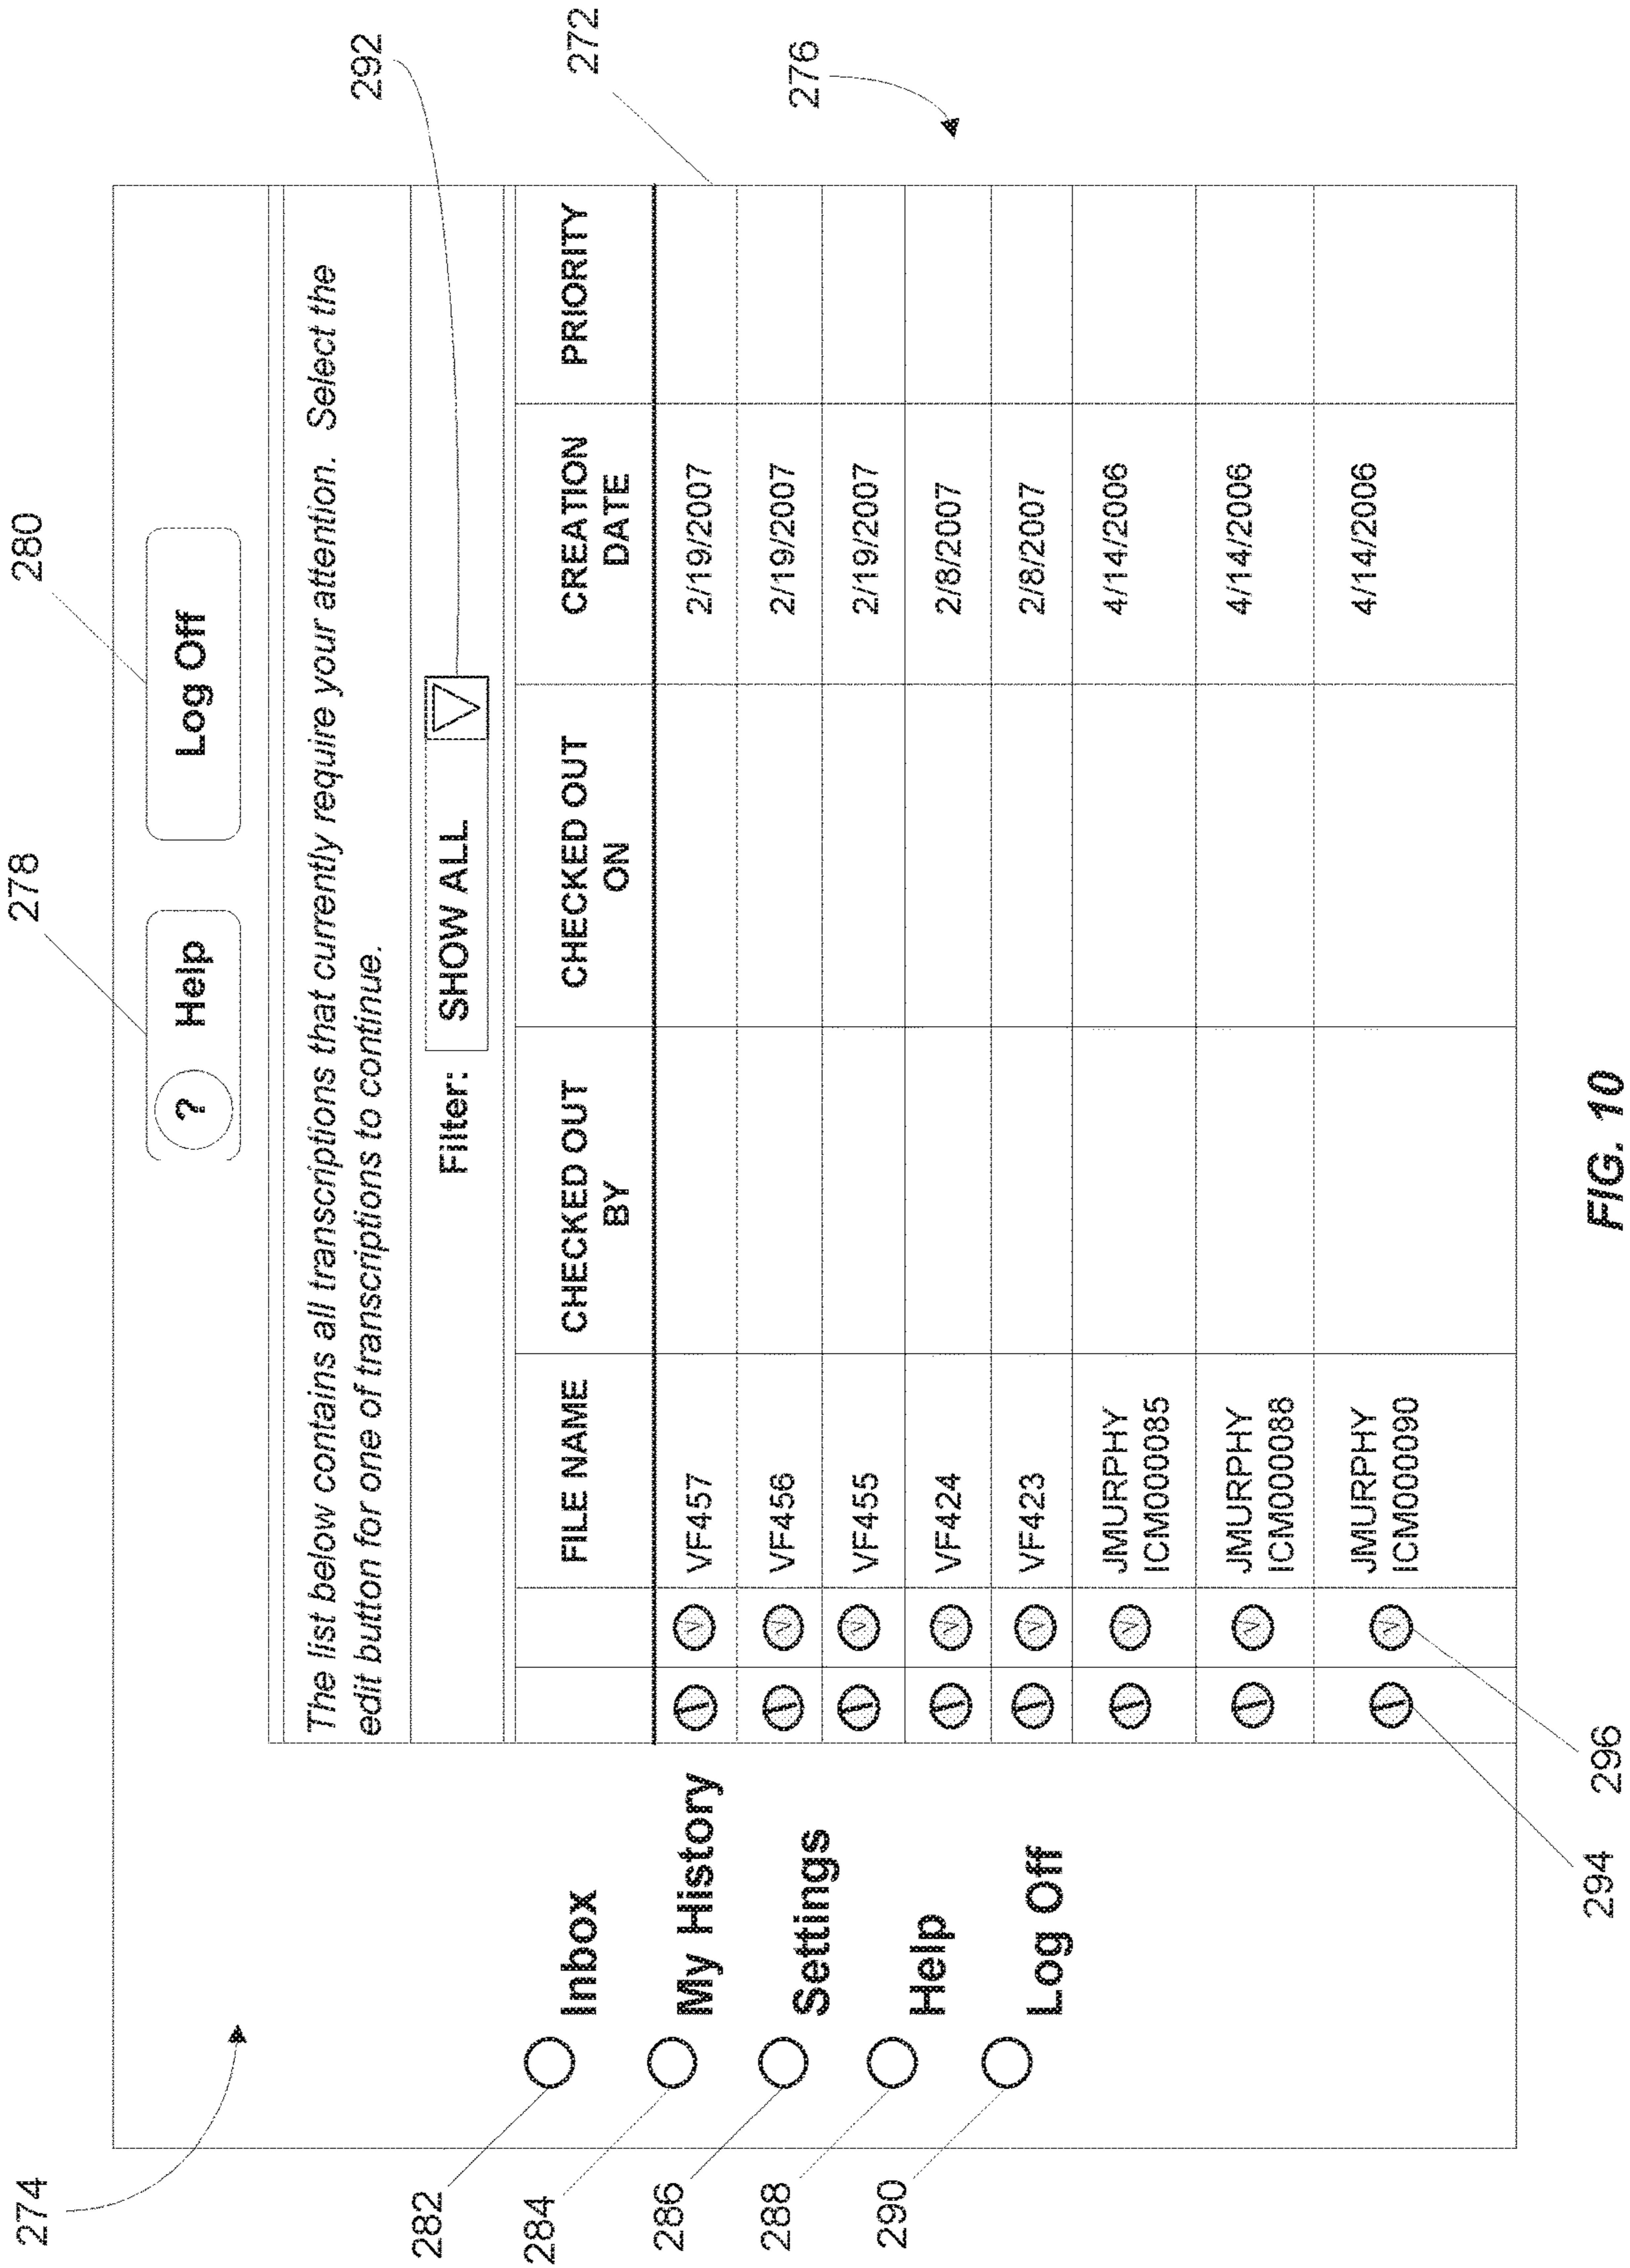 278
280
274
? Help
Log Off
292
The list below contains all transcriptions that currently require your attention. Select the
edit button for one of transcriptions to continue.
Filter: SHOW ALL
272
FILE NAME CHECKED OUT BY CHECKED OUT ON CREATION DATE PRIORITY
VF457 2/19/2007
VF456 2/19/2007
VF455 2/19/2007
VF424 2/8/2007
VF423 2/8/2007
JMURPHY 4/14/2006
ICM000085
JMURPHY 4/14/2006
ICM000088
JMURPHY 4/14/2006
ICM000090
276
282
Inbox
284
My History
286
Settings
288
Help
290
Log Off
294
296
FIG. 10